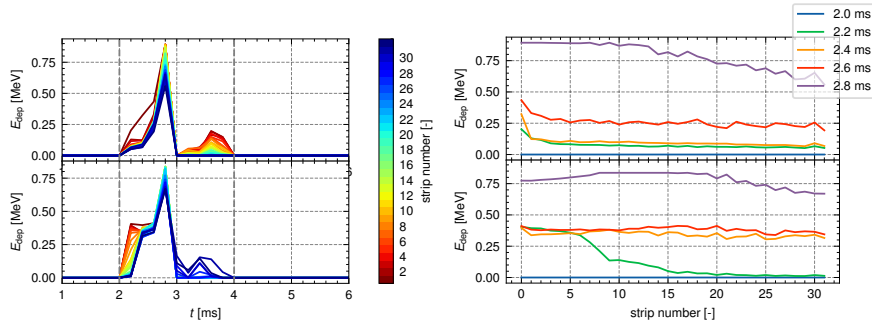 0.75
0.50
0.25
0.00
E_dep [MeV]
0.75
0.50
0.25
0.00
E_dep [MeV]
1 2 3 4 5 6
t [ms]
30
28
26
24
22
20
18
16
14
12
10
8
6
4
2
strip number [-]
0.75
0.50
0.25
0.00
E_dep [MeV]
0.75
0.50
0.25
0.00
E_dep [MeV]
0 5 10 15 20 25 30
strip number [-]
2.0 ms
2.2 ms
2.4 ms
2.6 ms
2.8 ms